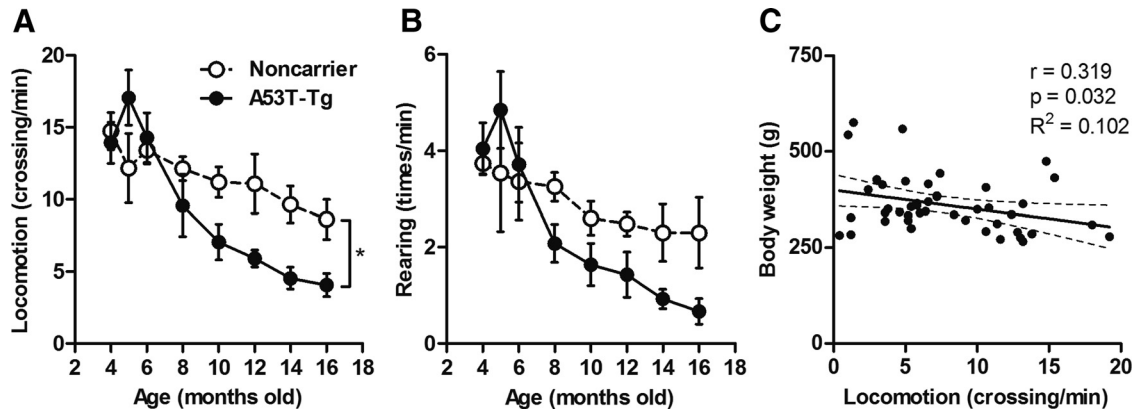 A
Locomotion (crossing/min)
20
15
10
5
0
Noncarrier
A53T-Tg
*
2 4 6 8 10 12 14 16 18
Age (months old)
B
Rearing (times/min)
6
4
2
0
2 4 6 8 10 12 14 16 18
Age (months old)
C
Body weight (g)
750
500
250
0
r = 0.319
p = 0.032
R² = 0.102
0 5 10 15 20
Locomotion (crossing/min)